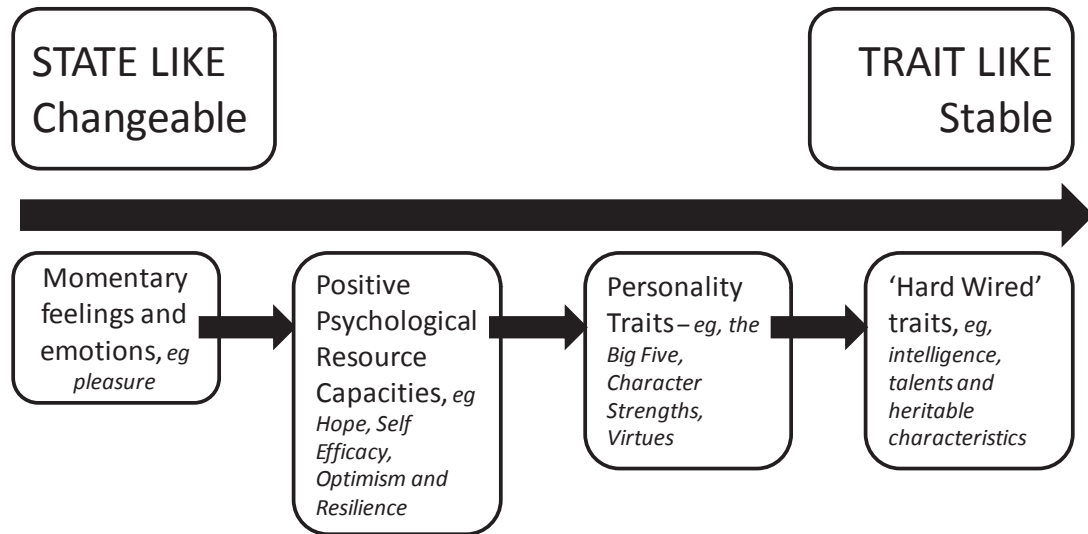 STATE LIKE
Changeable
TRAIT LIKE
Stable
Momentary
feelings and
emotions, eg
pleasure
Positive
Psychological
Resource
Capacities, eg
Hope, Self
Efficacy,
Optimism and
Resilience
Personality
Traits – eg, the
Big Five,
Character
Strengths,
Virtues
‘Hard Wired’
traits, eg,
intelligence,
talents and
heritable
characteristics